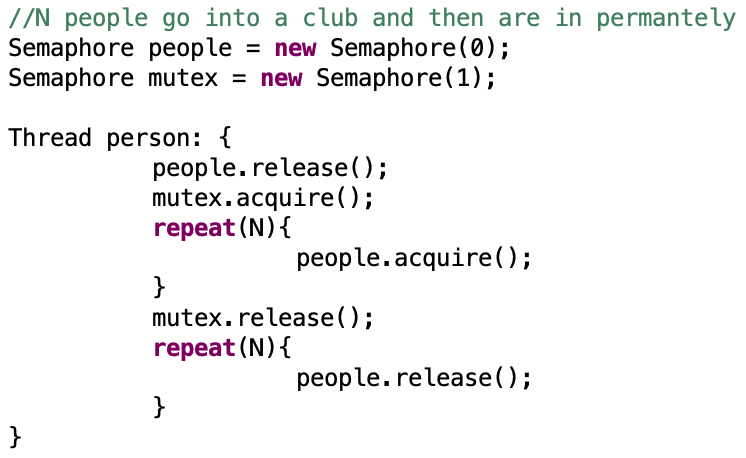 //N people go into a club and then are in permantely
Semaphore people = new Semaphore(0);
Semaphore mutex = new Semaphore(1);
Thread person: {
people.release();
mutex.acquire();
repeat(N){
people.acquire();
}
mutex.release();
repeat(N){
people.release();
}
}